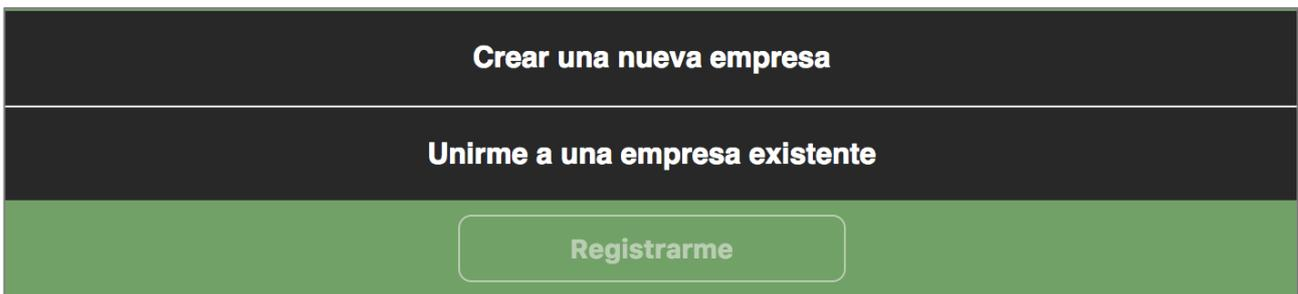 Crear una nueva empresa
Unirme a una empresa existente
Registrarme